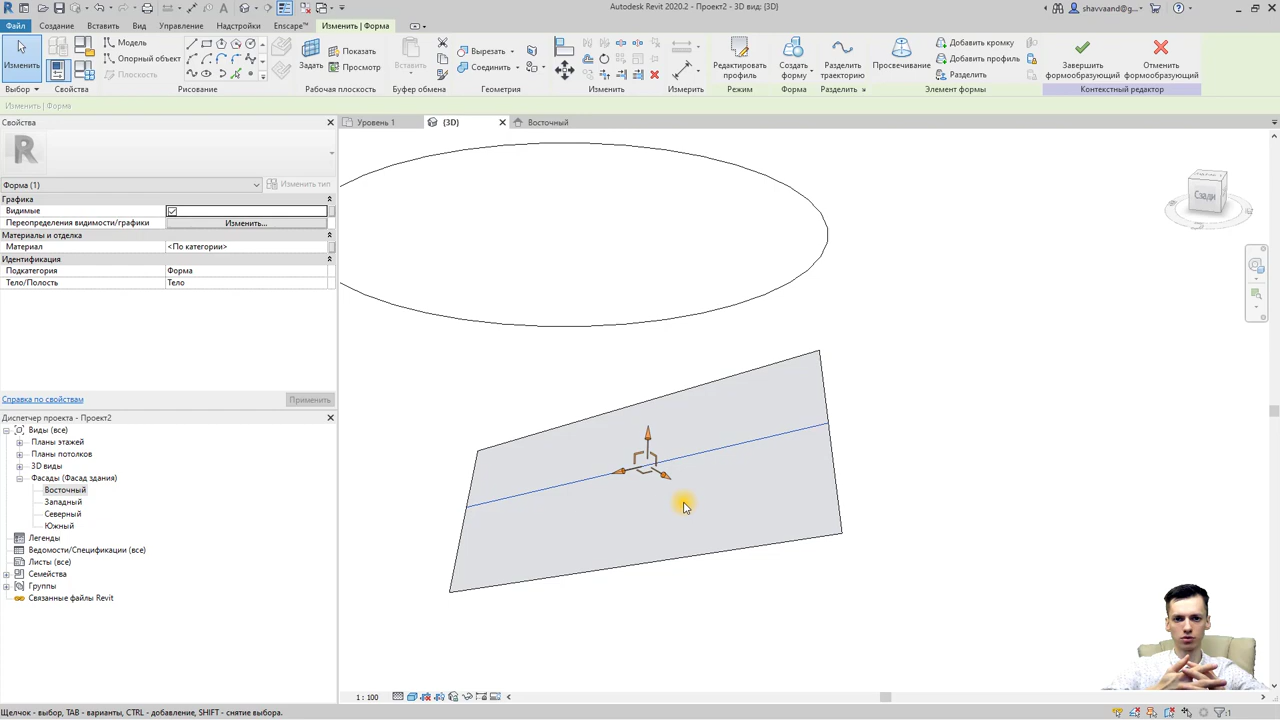 Autodesk Revit 2020.2 - Проект2 - 3D вид: {3D}
shavvaand@g...
Файл Создание Вставить Вид Управление Надстройки Enscape™ Изменить | Форма
Изменить
Модель
Опорный объект
Плоскость
Задать
Показать
Просмотр
Вставить
Вырезать
Соединить
Измерить
Редактировать профиль
Создать форму
Разделить траекторию
Просвечивание
Добавить кромку
Добавить профиль
Разделить
Завершить формообразующий
Отменить формообразующий
Выбор Свойства Рисование Рабочая плоскость Буфер обмена Геометрия Изменить Измерить Режим Форма Разделить Элемент формы Контекстный редактор
Изменить | Форма
Свойства
Уровень 1 {3D} Восточный
R
Форма (1) Изменить тип
Графика
Видимые
Переопределения видимости/графики Изменить...
Материалы и отделка
Материал <По категории>
Идентификация
Подкатегория Форма
Тело/Полость Тело
Сзади
Справка по свойствам Применить
Диспетчер проекта - Проект2
Виды (все)
Планы этажей
Планы потолков
3D виды
Фасады (Фасад здания)
Восточный
Западный
Северный
Южный
Легенды
Ведомости/Спецификации (все)
Листы (все)
Семейства
Группы
Связанные файлы Revit
1 : 100
Щелчок - выбор, TAB - варианты, CTRL - добавление, SHIFT - снятие выбора.
:1